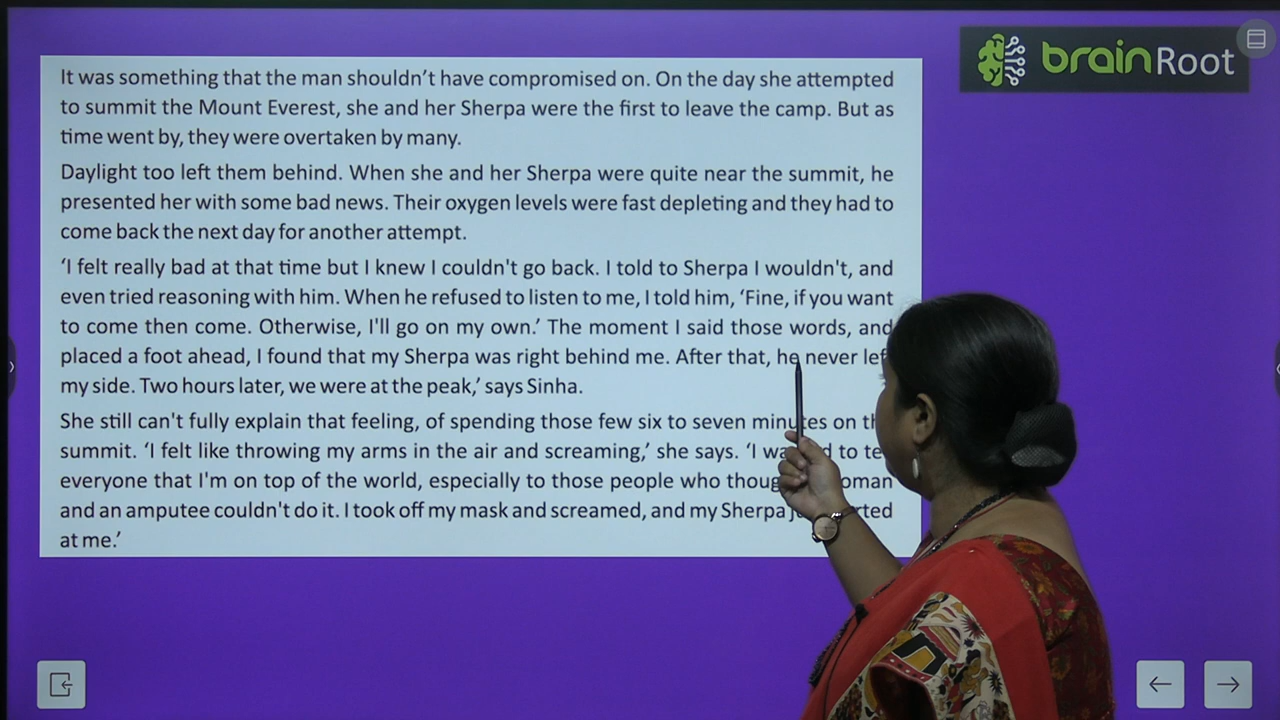 brainRoot
It was something that the man shouldn't have compromised on. On the day she attempted
to summit the Mount Everest, she and her Sherpa were the first to leave the camp. But as
time went by, they were overtaken by many.
Daylight too left them behind. When she and her Sherpa were quite near the summit, he
presented her with some bad news. Their oxygen levels were fast depleting and they had to
come back the next day for another attempt.
‘I felt really bad at that time but I knew I couldn't go back. I told to Sherpa I wouldn't, and
even tried reasoning with him. When he refused to listen to me, I told him, ‘Fine, if you want
to come then come. Otherwise, I'll go on my own.’ The moment I said those words, and
placed a foot ahead, I found that my Sherpa was right behind me. After that, he never
my side. Two hours later, we were at the peak,’ says Sinha.
She still can't fully explain that feeling, of spending those few six to seven minutes on
summit. ‘I felt like throwing my arms in the air and screaming,’ she says. ‘I to
everyone that I'm on top of the world, especially to those people who
and an amputee couldn't do it. I took off my mask and screamed, and my Sherpa
at me.’